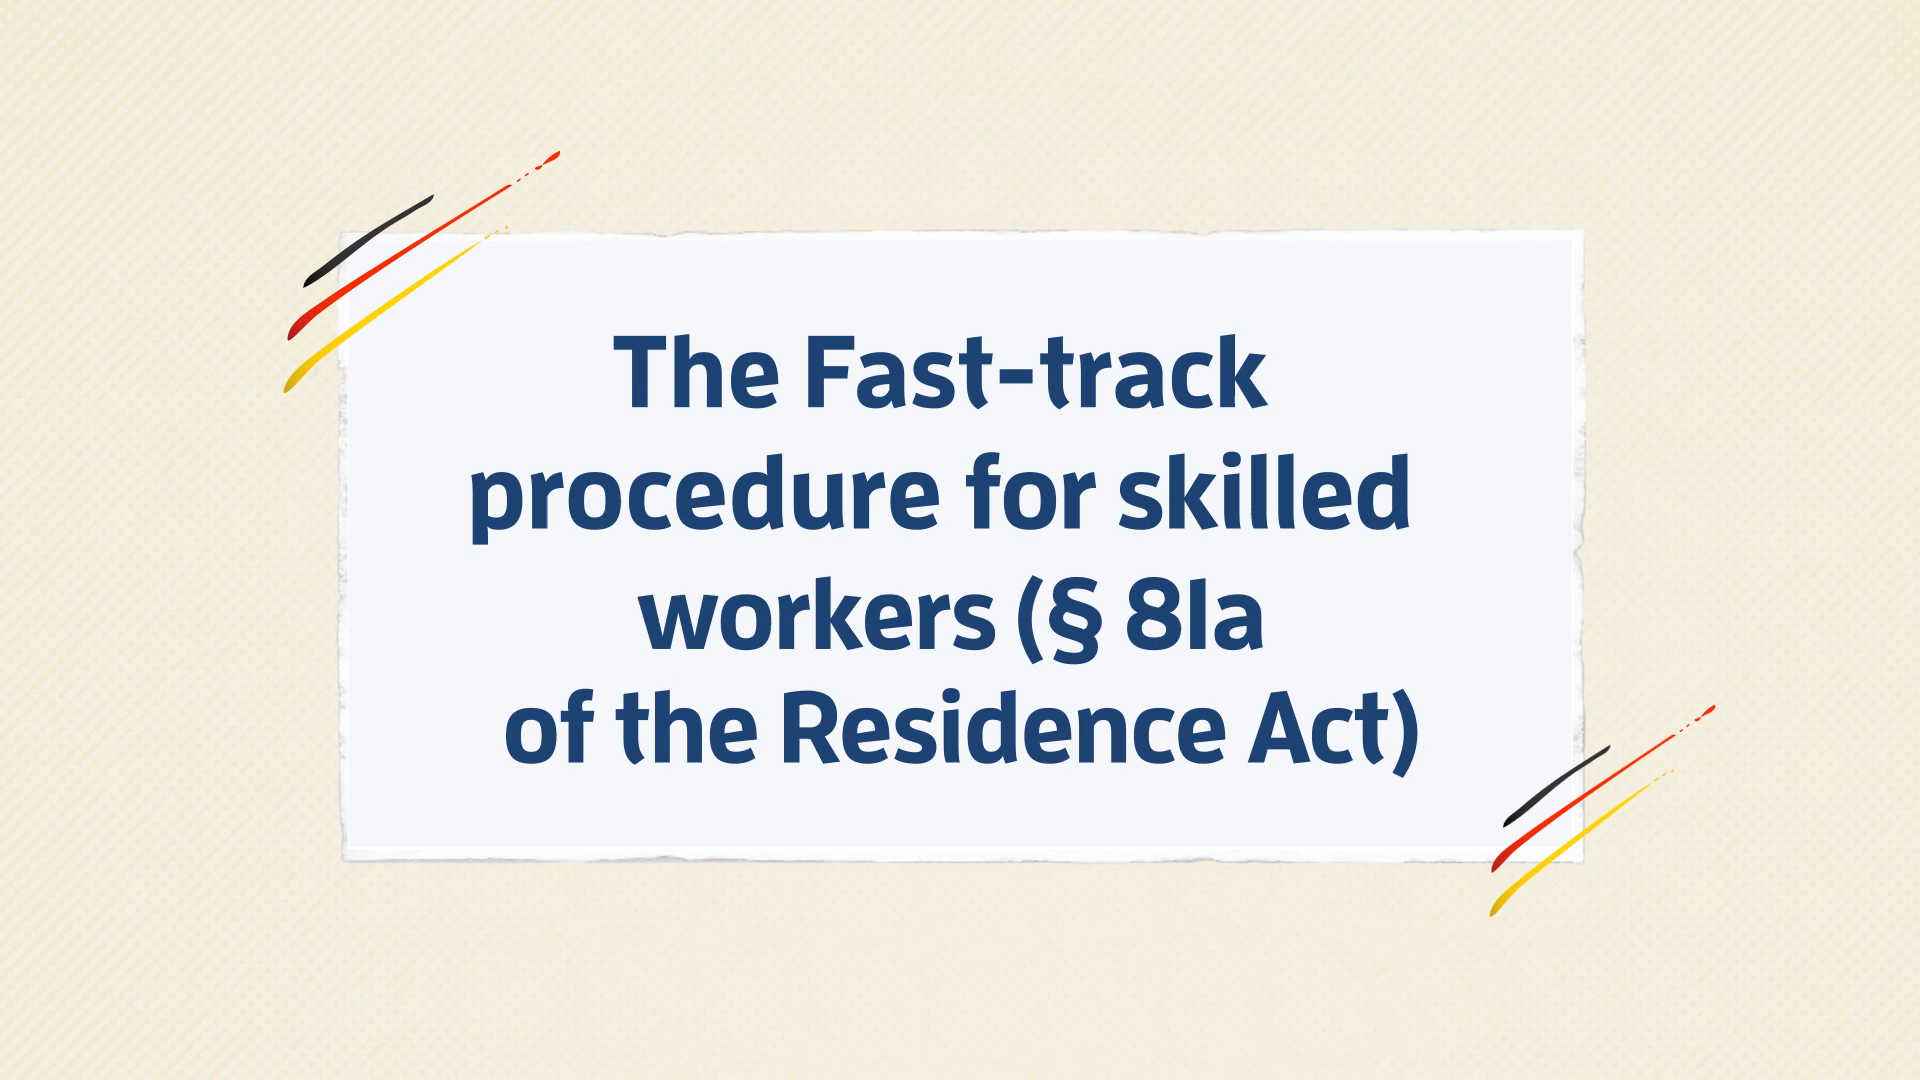 The Fast-track
procedure for skilled
workers (§ 81a
of the Residence Act)